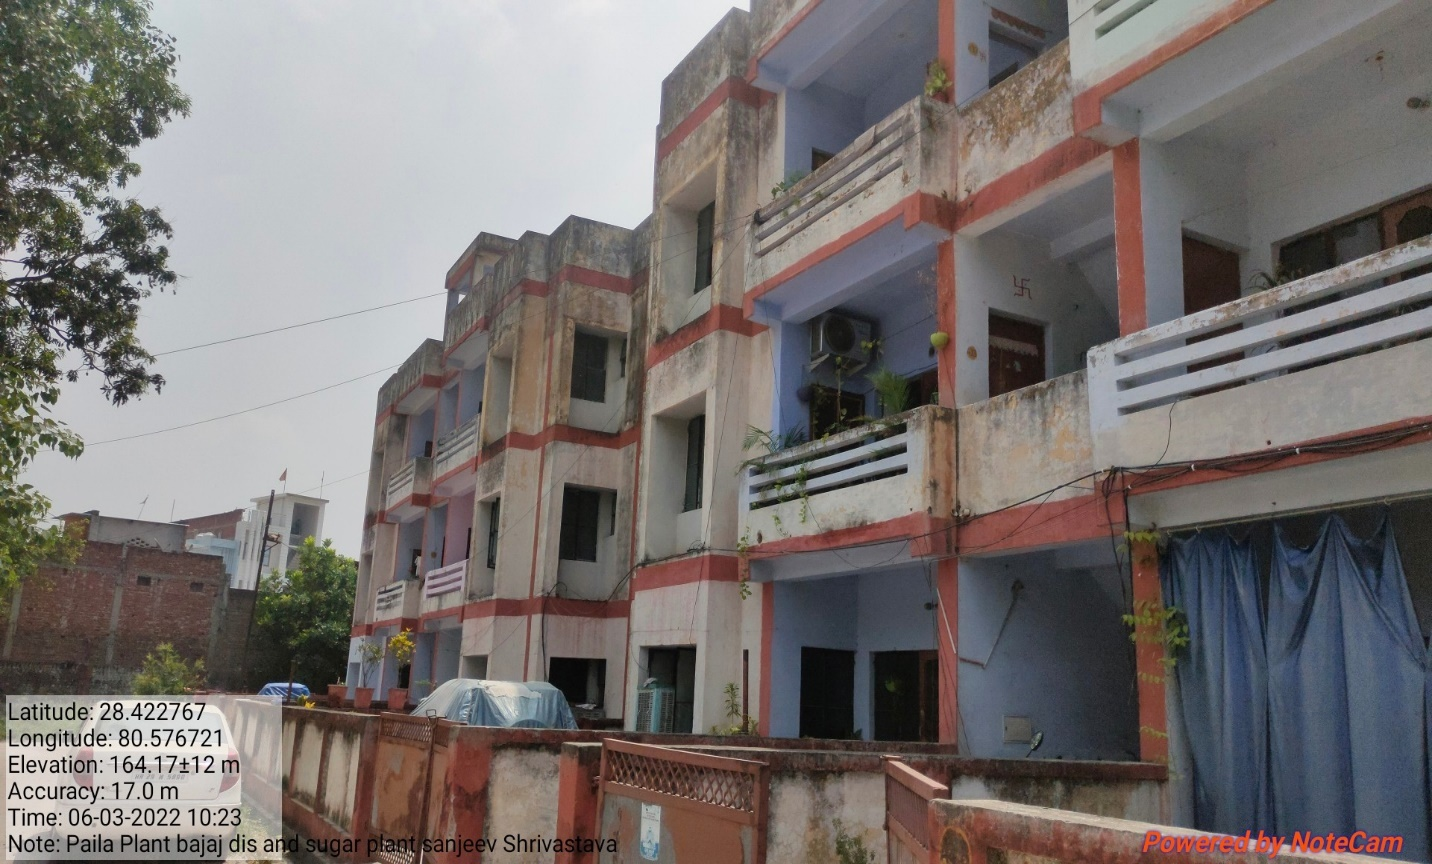 Latitude: 28.422767
Longitude: 80.576721
Elevation: 164.17±12 m
Accuracy: 17.0 m
Time: 06-03-2022 10:23
Note: Paila Plant bajaj dis and sugar plant sanjeev Shrivastava
Powered by NoteCam